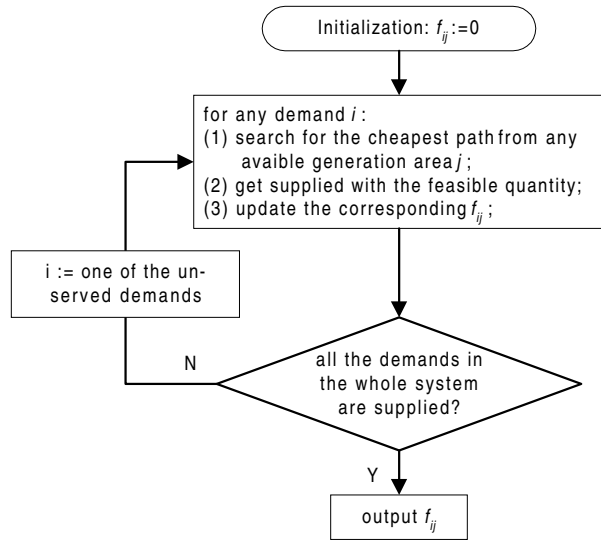 Initialization: f_ij :=0
for any demand i :
(1) search for the cheapest path from any
avaible generation area j ;
(2) get supplied with the feasible quantity;
(3) update the corresponding f_ij ;
i := one of the un-
served demands
N
all the demands in
the whole system
are supplied?
Y
output f_ij